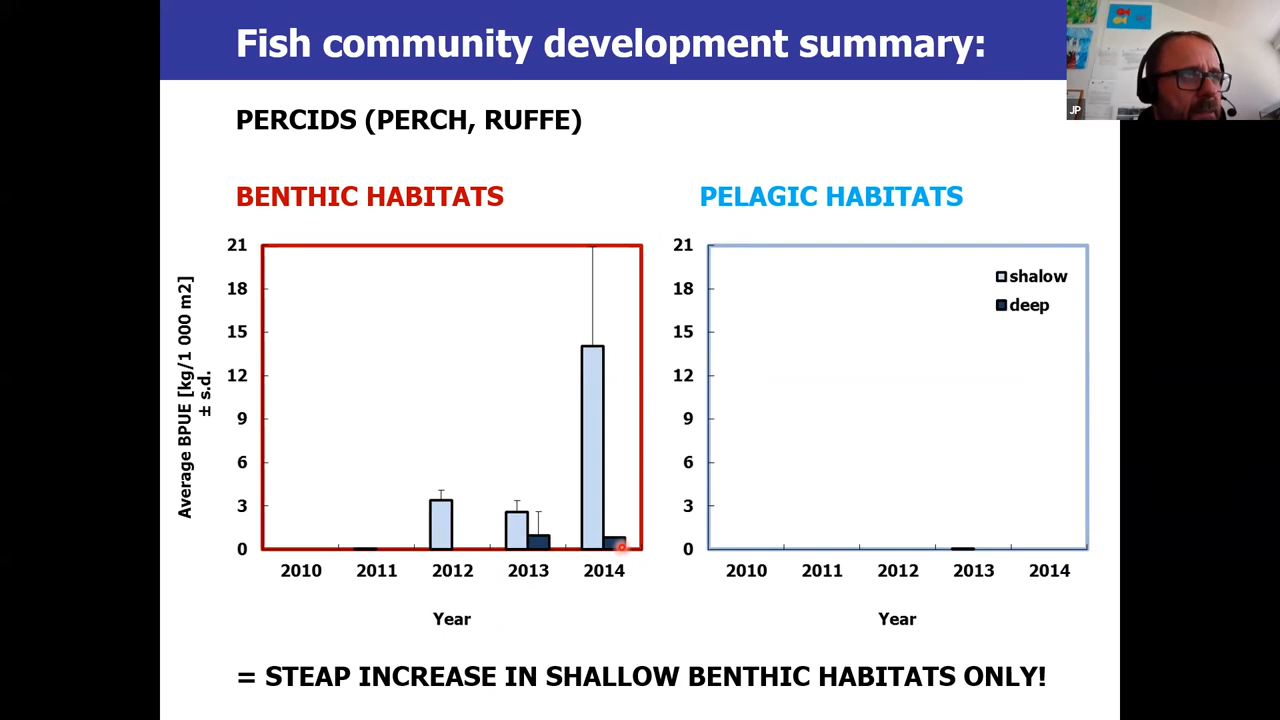 Fish community development summary:
JP
PERCIDS (PERCH, RUFFE)
BENTHIC HABITATS
PELAGIC HABITATS
Average BPUE [kg/1 000 m2]
± s.d.
21
18
15
12
9
6
3
0
2010 2011 2012 2013 2014
Year
21
18
15
12
9
6
3
0
shalow
deep
2010 2011 2012 2013 2014
Year
= STEAP INCREASE IN SHALLOW BENTHIC HABITATS ONLY!